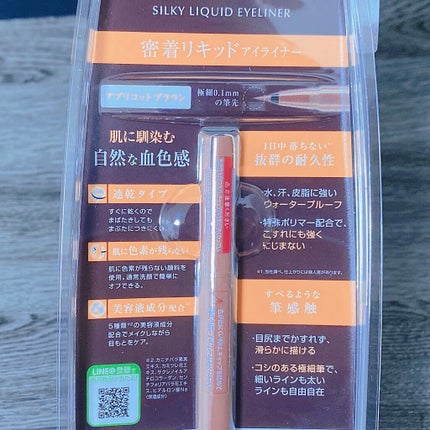 SILKY LIQUID EYELINER
密着リキッドアイライナー
アプリコットブラウン
極細0.1mm
の筆先
肌に馴染む
自然な血色感
速乾タイプ
すぐに乾くので
まばたきしても
まぶたにつきにくい。
肌に色素が残らない
肌に色素が残らない顔料を
使用。通常洗顔で簡単に
オフできる。
美容液成分配合
5種類の美容液成分
配合でメイクしながら
目もとをケア。
LINE@登録で
1日中落ちない
抜群の耐久性
・水、汗、皮脂に強い
ウォータープルーフ
・特殊ポリマー配合で、
こすれにも強く
にじまない
すべるような
筆感触
・目尻までかすれず、
滑らかに描ける
・コシのある極細筆で、
細いラインも太い
ラインも自由自在